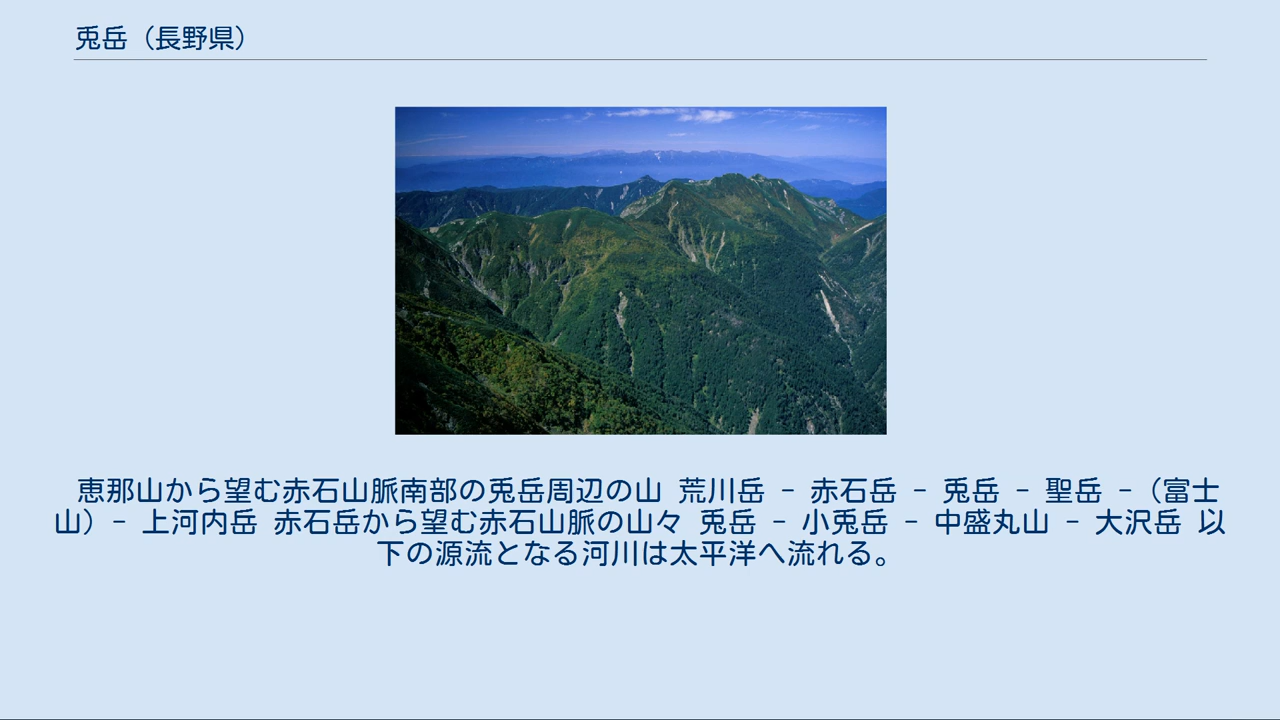 兎岳（長野県）
恵那山から望む赤石山脈南部の兎岳周辺の山 荒川岳 - 赤石岳 - 兎岳 - 聖岳 -（富士
山）- 上河内岳 赤石岳から望む赤石山脈の山々 兎岳 - 小兎岳 - 中盛丸山 - 大沢岳 以
下の源流となる河川は太平洋へ流れる。